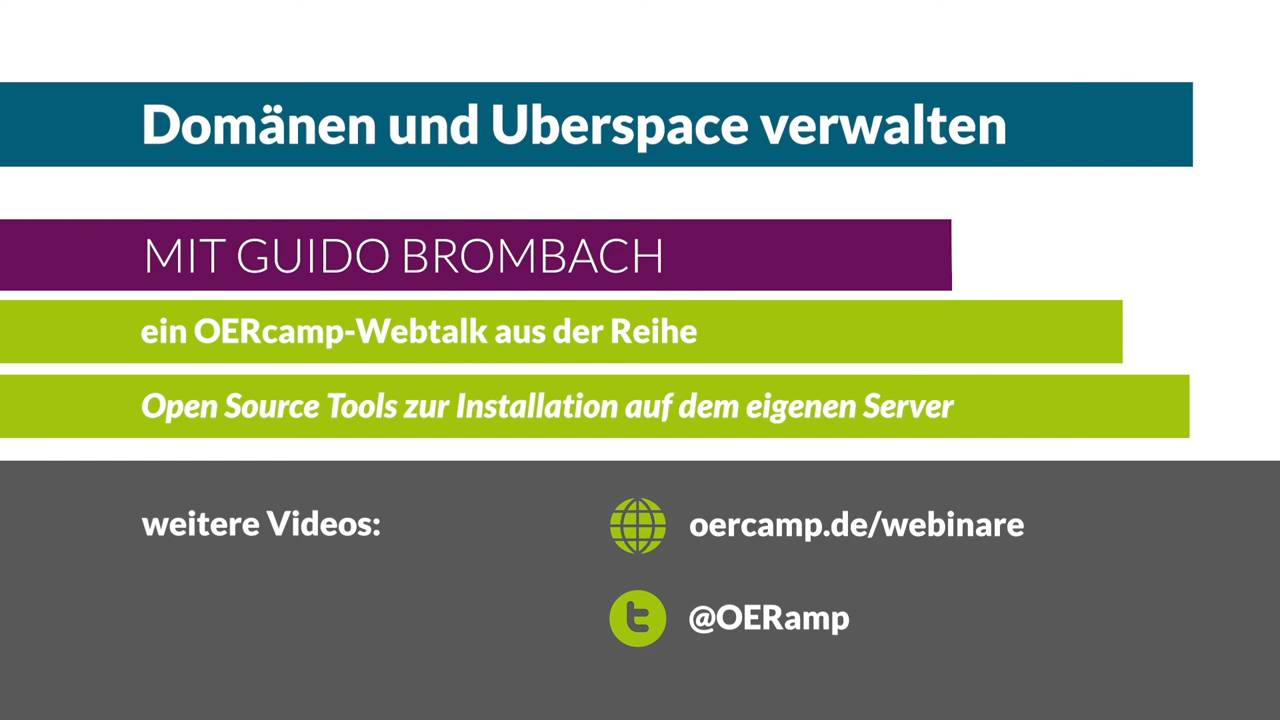 Domänen und Uberspace verwalten
MIT GUIDO BROMBACH
ein OERcamp-Webtalk aus der Reihe
Open Source Tools zur Installation auf dem eigenen Server
weitere Videos:
oercamp.de/webinare
@OERamp